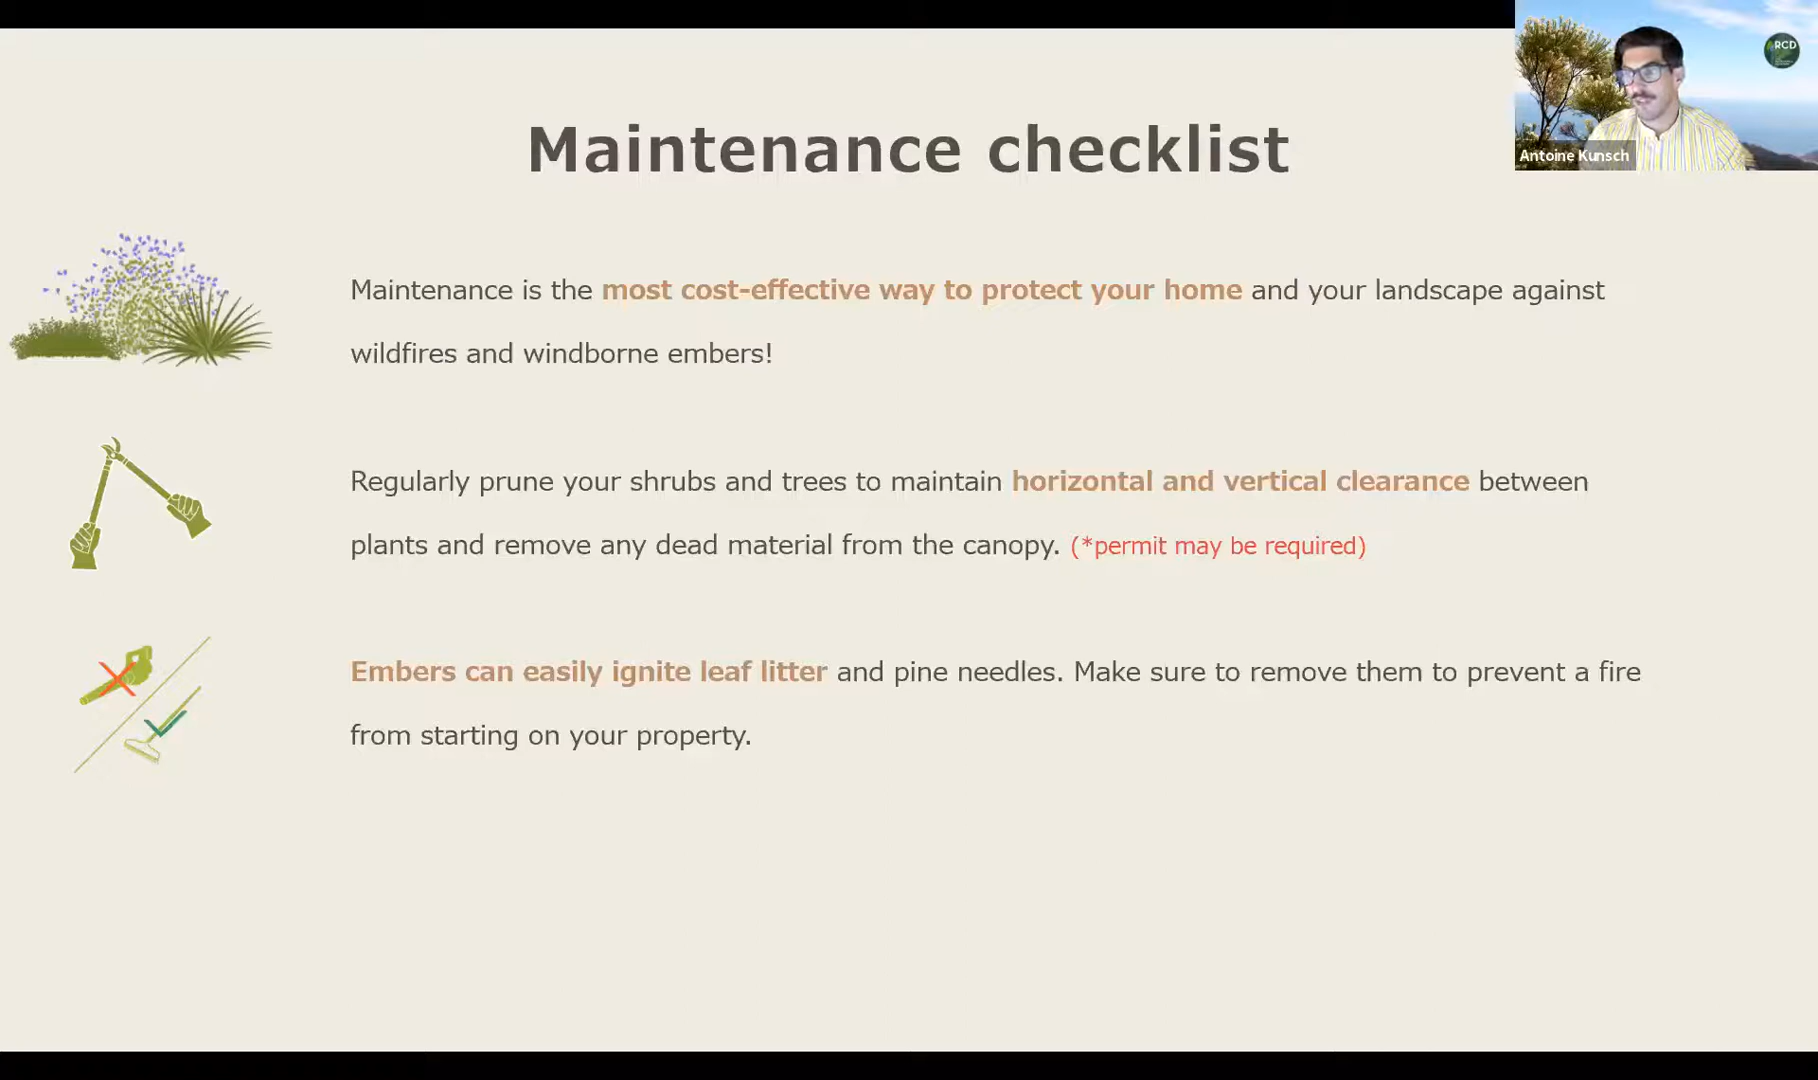 Maintenance checklist
RCD
Antoine Kunsch
Maintenance is the most cost-effective way to protect your home and your landscape against
wildfires and windborne embers!
Regularly prune your shrubs and trees to maintain horizontal and vertical clearance between
plants and remove any dead material from the canopy. (*permit may be required)
Embers can easily ignite leaf litter and pine needles. Make sure to remove them to prevent a fire
from starting on your property.